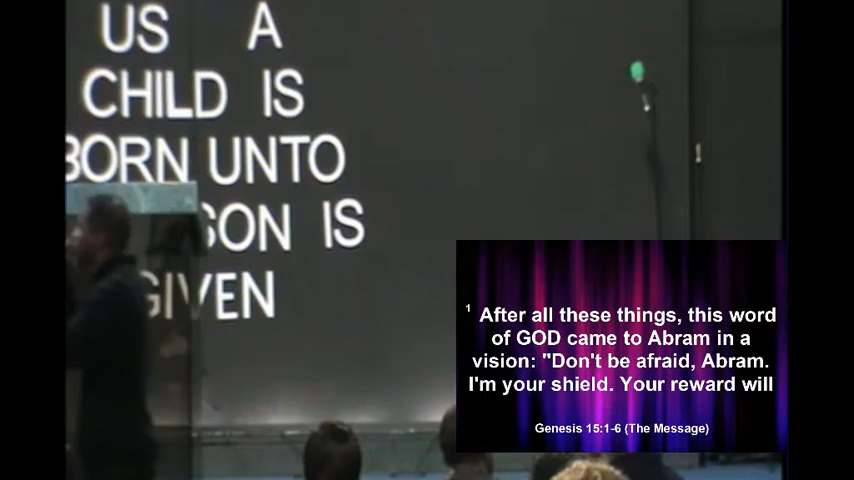 US A
CHILD IS
BORN UNTO
SON IS
GIVEN
1 After all these things, this word
of GOD came to Abram in a
vision: "Don't be afraid, Abram.
I'm your shield. Your reward will
Genesis 15:1-6 (The Message)